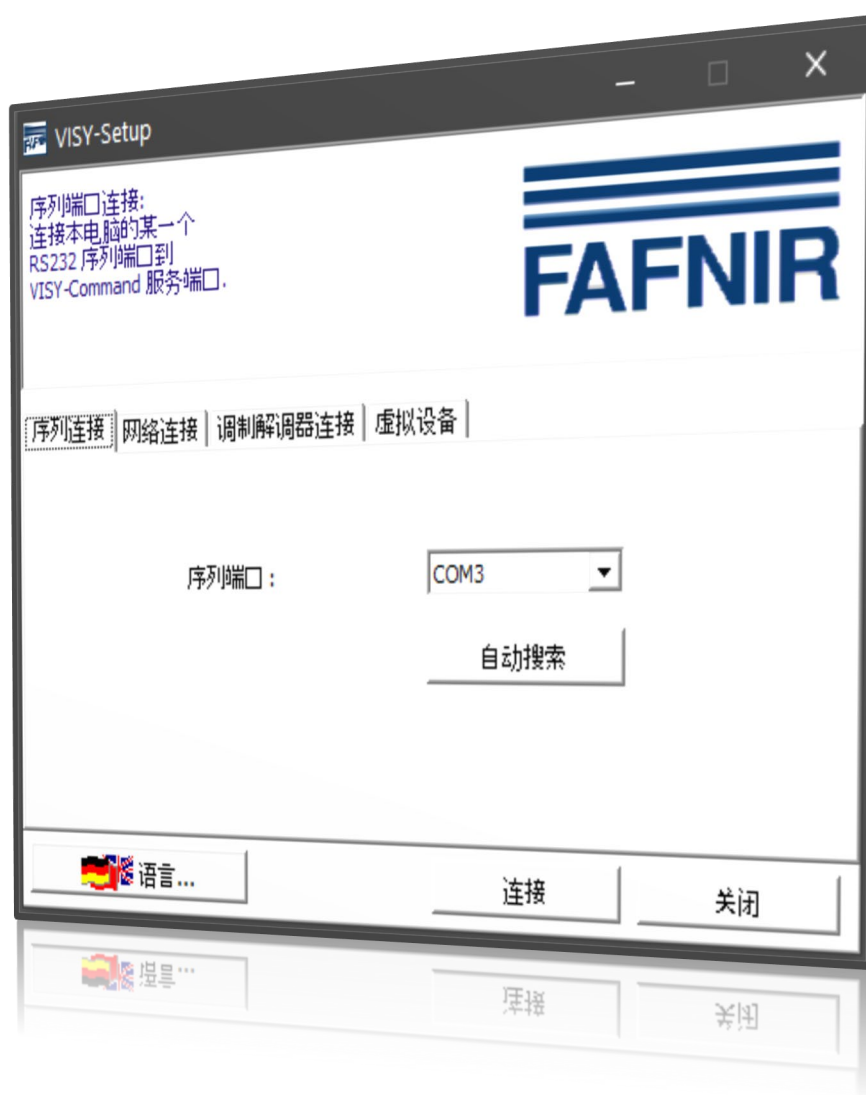 VISY-Setup
序列端口连接:
连接本电脑的某一个
RS232 序列端口到
VISY-Command 服务端口.
FAFNIR
序列连接 网络连接 调制解调器连接 虚拟设备
序列端口: COM3
自动搜索
语言... 连接 关闭